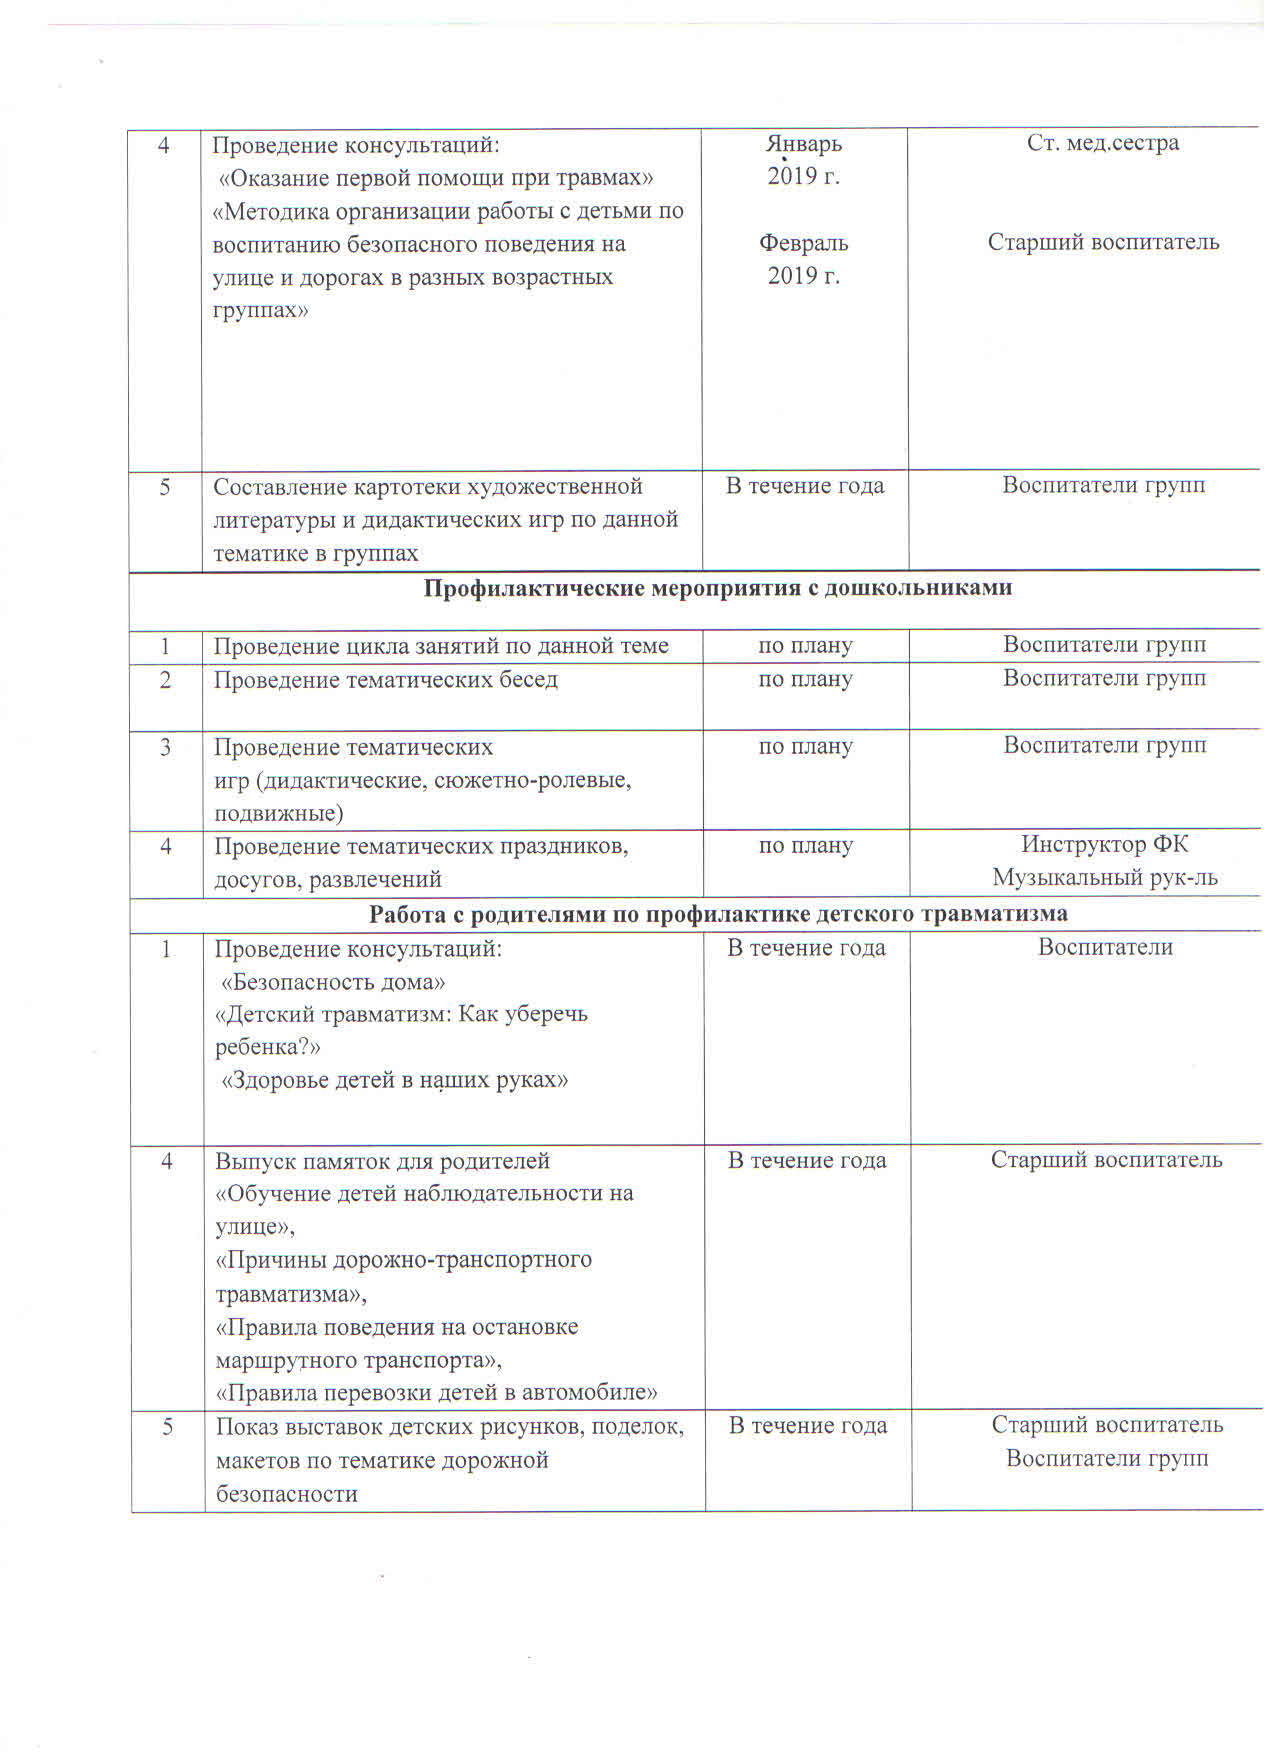 4
Проведение консультаций:
«Оказание первой помощи при травмах»
«Методика организации работы с детьми по
воспитанию безопасного поведения на
улице и дорогах в разных возрастных
группах»
Январь
2019 г.
Февраль
2019 г.
Ст. мед.сестра
Старший воспитатель
5
Составление картотеки художественной
литературы и дидактических игр по данной
тематике в группах
В течение года
Воспитатели групп
Профилактические мероприятия с дошкольниками
1
Проведение цикла занятий по данной теме
по плану
Воспитатели групп
2
Проведение тематических бесед
по плану
Воспитатели групп
3
Проведение тематических
игр (дидактические, сюжетно-ролевые,
подвижные)
по плану
Воспитатели групп
4
Проведение тематических праздников,
досугов, развлечений
по плану
Инструктор ФК
Музыкальный рук-ль
Работа с родителями по профилактике детского травматизма
1
Проведение консультаций:
«Безопасность дома»
«Детский травматизм: Как уберечь
ребенка?»
«Здоровье детей в наших руках»
В течение года
Воспитатели
4
Выпуск памяток для родителей
«Обучение детей наблюдательности на
улице»,
«Причины дорожно-транспортного
травматизма»,
«Правила поведения на остановке
маршрутного транспорта»,
«Правила перевозки детей в автомобиле»
В течение года
Старший воспитатель
5
Показ выставок детских рисунков, поделок,
макетов по тематике дорожной
безопасности
В течение года
Старший воспитатель
Воспитатели групп